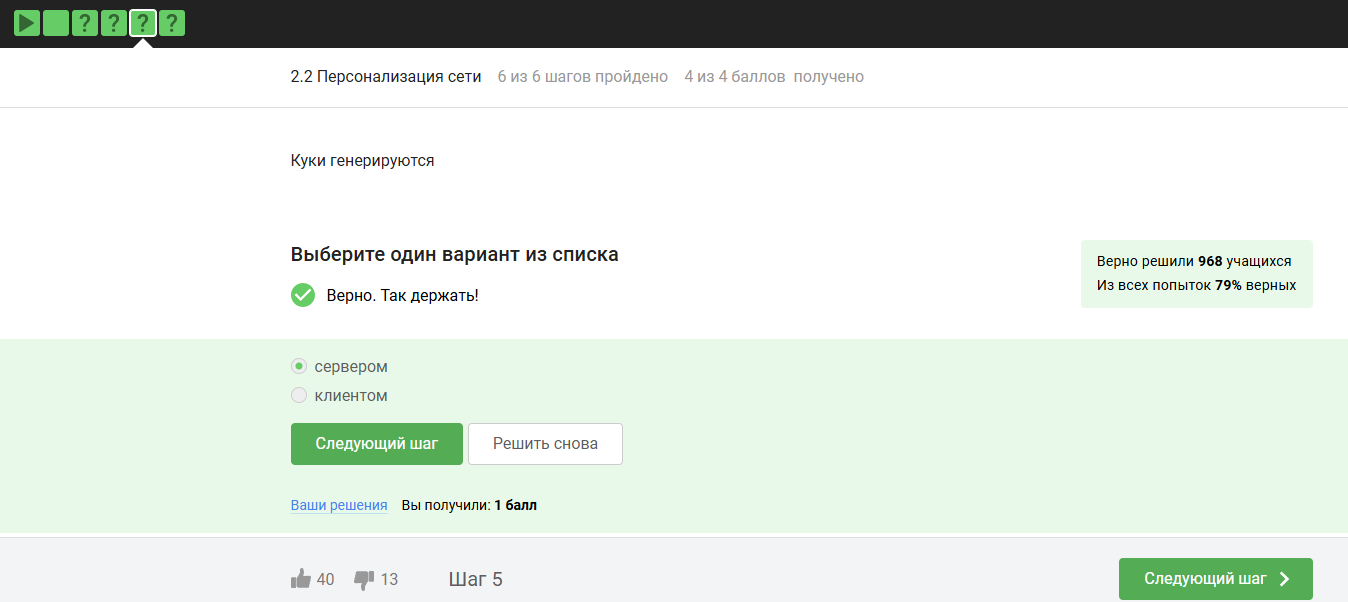 ? ? ? ?
2.2 Персонализация сети 6 из 6 шагов пройдено 4 из 4 баллов получено
Куки генерируются
Выберите один вариант из списка
Верно. Так держать!
Верно решили 968 учащихся
Из всех попыток 79% верных
сервером
клиентом
Следующий шаг Решить снова
Ваши решения Вы получили: 1 балл
40 13 Шаг 5 Следующий шаг